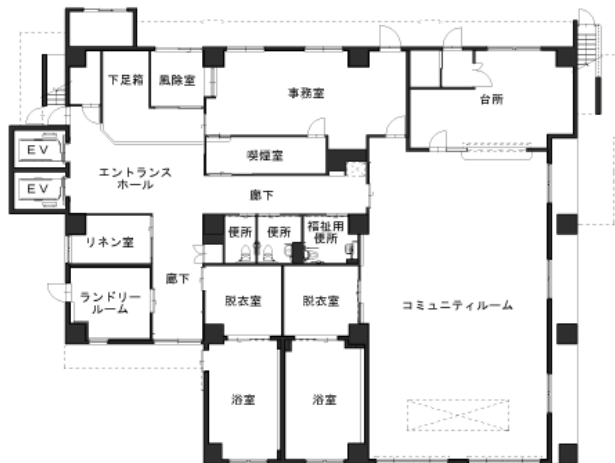 下足箱
風除室
事務室
台所
EV
EV
エントランス
ホール
喫煙室
廊下
リネン室
便所
便所
福祉用
便所
廊下
ランドリー
ルーム
脱衣室
脱衣室
コミュニティルーム
浴室
浴室